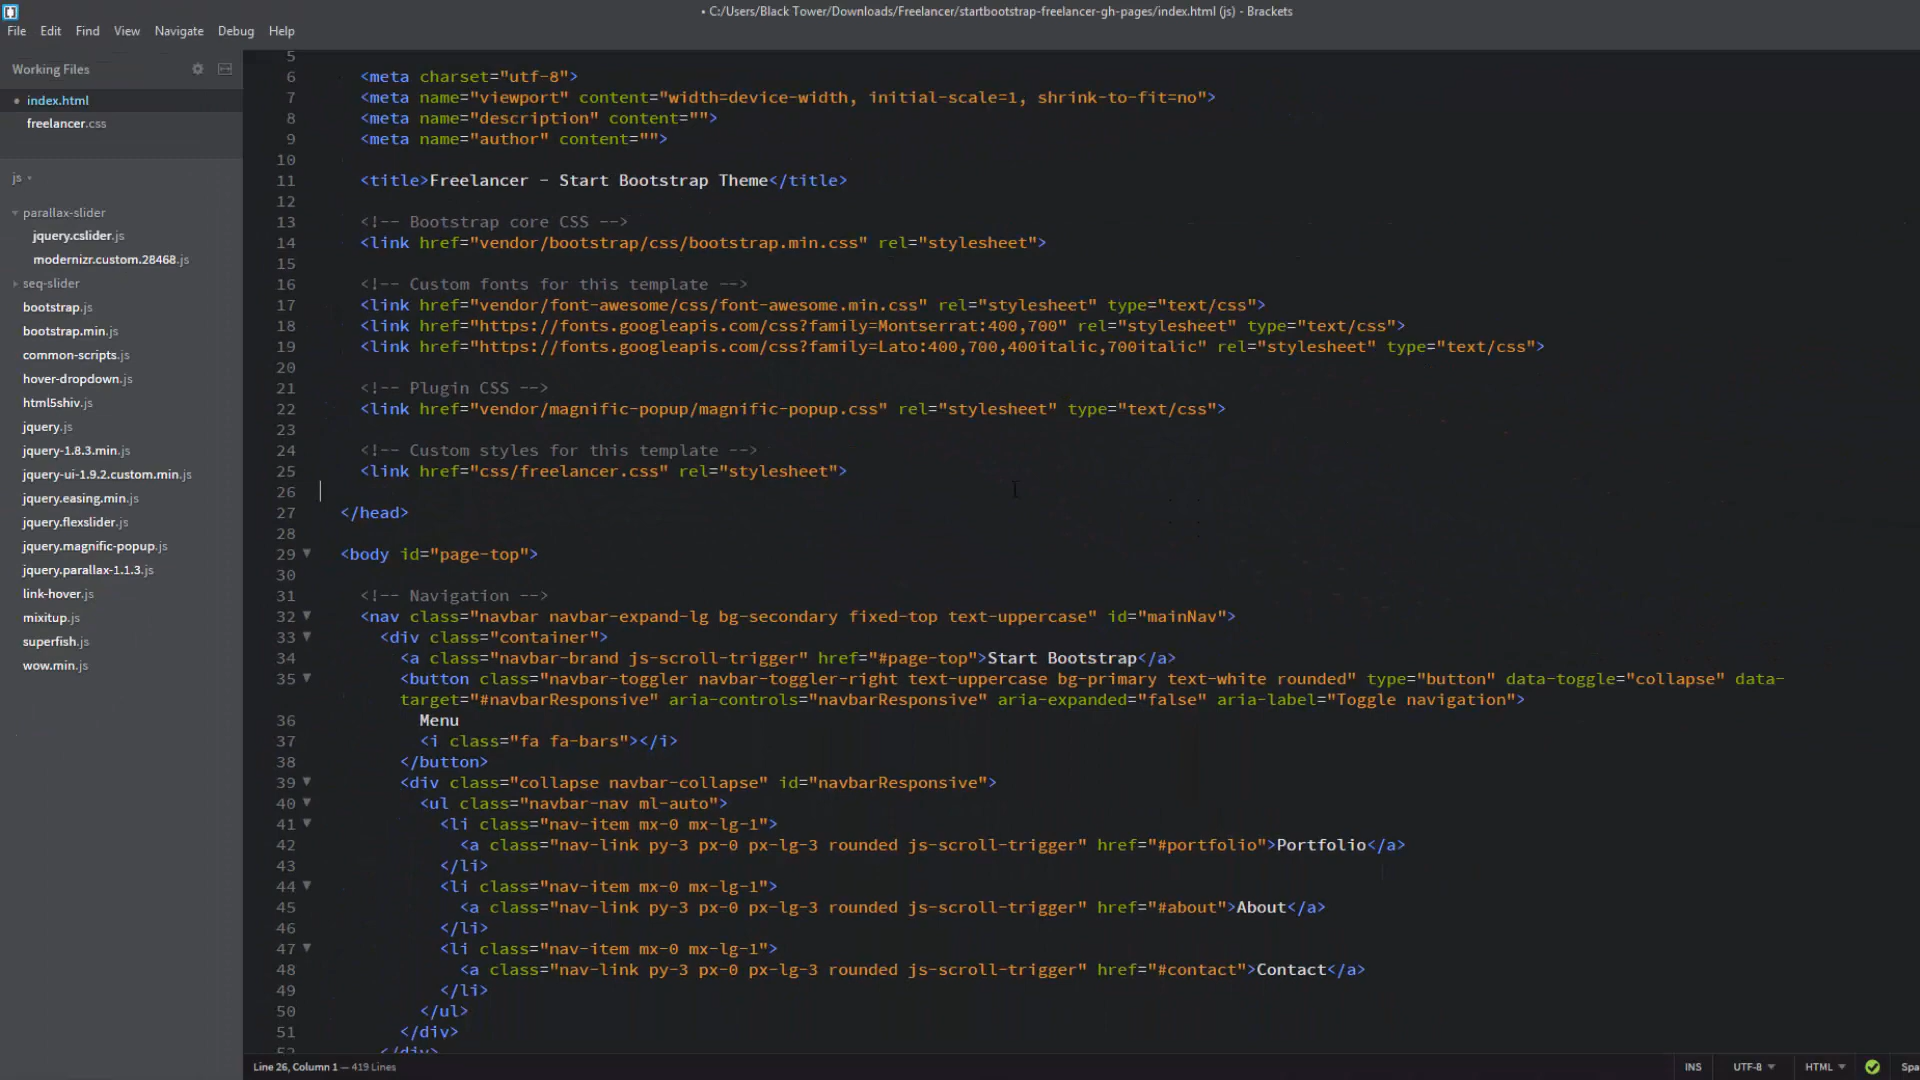 • C:/Users/Black Tower/Downloads/Freelancer/startbootstrap-freelancer-gh-pages/index.html (js) - Brackets
File Edit Find View Navigate Debug Help
Working Files
• index.html
freelancer.css
js
parallax-slider
jquery.cslider.js
modernizr.custom.28468.js
seq-slider
bootstrap.js
bootstrap.min.js
common-scripts.js
hover-dropdown.js
html5shiv.js
jquery.js
jquery-1.8.3.min.js
jquery-ui-1.9.2.custom.min.js
jquery.easing.min.js
jquery.flexslider.js
jquery.magnific-popup.js
jquery.parallax-1.1.3.js
link-hover.js
mixitup.js
superfish.js
wow.min.js
5
6 <meta charset="utf-8">
7 <meta name="viewport" content="width=device-width, initial-scale=1, shrink-to-fit=no">
8 <meta name="description" content="">
9 <meta name="author" content="">
10
11 <title>Freelancer - Start Bootstrap Theme</title>
12
13 <!-- Bootstrap core CSS -->
14 <link href="vendor/bootstrap/css/bootstrap.min.css" rel="stylesheet">
15
16 <!-- Custom fonts for this template -->
17 <link href="vendor/font-awesome/css/font-awesome.min.css" rel="stylesheet" type="text/css">
18 <link href="https://fonts.googleapis.com/css?family=Montserrat:400,700" rel="stylesheet" type="text/css">
19 <link href="https://fonts.googleapis.com/css?family=Lato:400,700,400italic,700italic" rel="stylesheet" type="text/css">
20
21 <!-- Plugin CSS -->
22 <link href="vendor/magnific-popup/magnific-popup.css" rel="stylesheet" type="text/css">
23
24 <!-- Custom styles for this template -->
25 <link href="css/freelancer.css" rel="stylesheet">
26
27 </head>
28
29 <body id="page-top">
30
31 <!-- Navigation -->
32 <nav class="navbar navbar-expand-lg bg-secondary fixed-top text-uppercase" id="mainNav">
33 <div class="container">
34 <a class="navbar-brand js-scroll-trigger" href="#page-top">Start Bootstrap</a>
35 <button class="navbar-toggler navbar-toggler-right text-uppercase bg-primary text-white rounded" type="button" data-toggle="collapse" data-
target="#navbarResponsive" aria-controls="navbarResponsive" aria-expanded="false" aria-label="Toggle navigation">
36 Menu
37 <i class="fa fa-bars"></i>
38 </button>
39 <div class="collapse navbar-collapse" id="navbarResponsive">
40 <ul class="navbar-nav ml-auto">
41 <li class="nav-item mx-0 mx-lg-1">
42 <a class="nav-link py-3 px-0 px-lg-3 rounded js-scroll-trigger" href="#portfolio">Portfolio</a>
43 </li>
44 <li class="nav-item mx-0 mx-lg-1">
45 <a class="nav-link py-3 px-0 px-lg-3 rounded js-scroll-trigger" href="#about">About</a>
46 </li>
47 <li class="nav-item mx-0 mx-lg-1">
48 <a class="nav-link py-3 px-0 px-lg-3 rounded js-scroll-trigger" href="#contact">Contact</a>
49 </li>
50 </ul>
51 </div>
52 </div>
Line 26, Column 1 — 419 Lines
INS UTF-8 HTML Spa